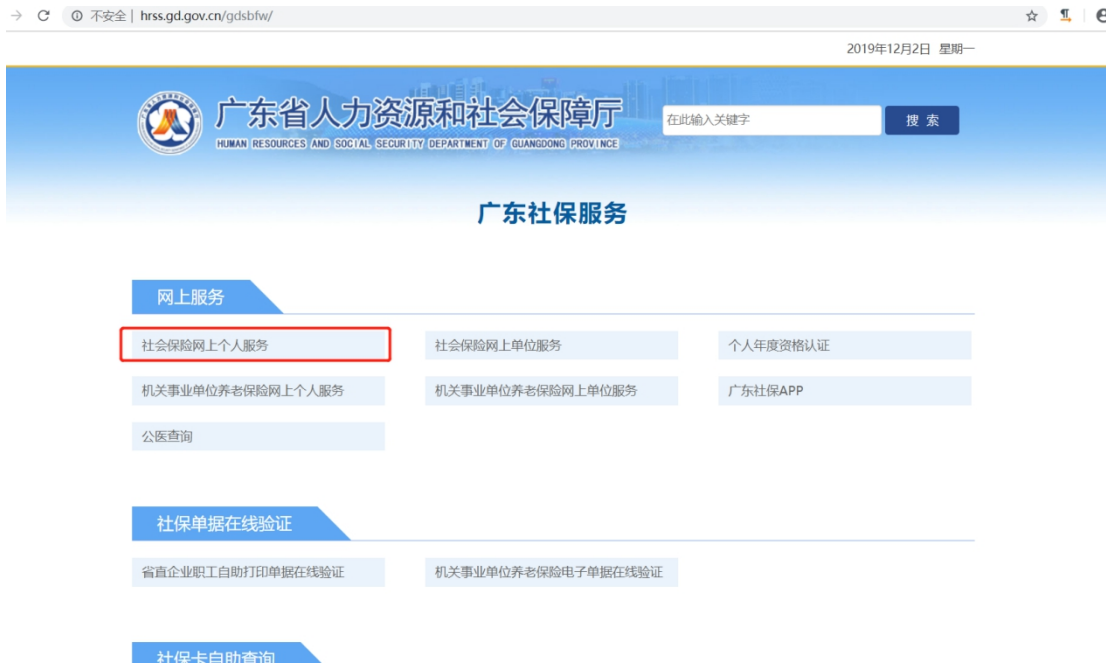 不安全 | hrss.gd.gov.cn/gdsbfw/
2019年12月2日 星期一
广东省人力资源和社会保障厅
HUMAN RESOURCES AND SOCIAL SECURITY DEPARTMENT OF GUANGDONG PROVINCE
在此输入关键字
搜 索
广东社保服务
网上服务
社会保险网上个人服务 社会保险网上单位服务 个人年度资格认证
机关事业单位养老保险网上个人服务 机关事业单位养老保险网上单位服务 广东社保APP
公医查询
社保单据在线验证
省直企业职工自助打印单据在线验证 机关事业单位养老保险电子单据在线验证
社保卡自助查询